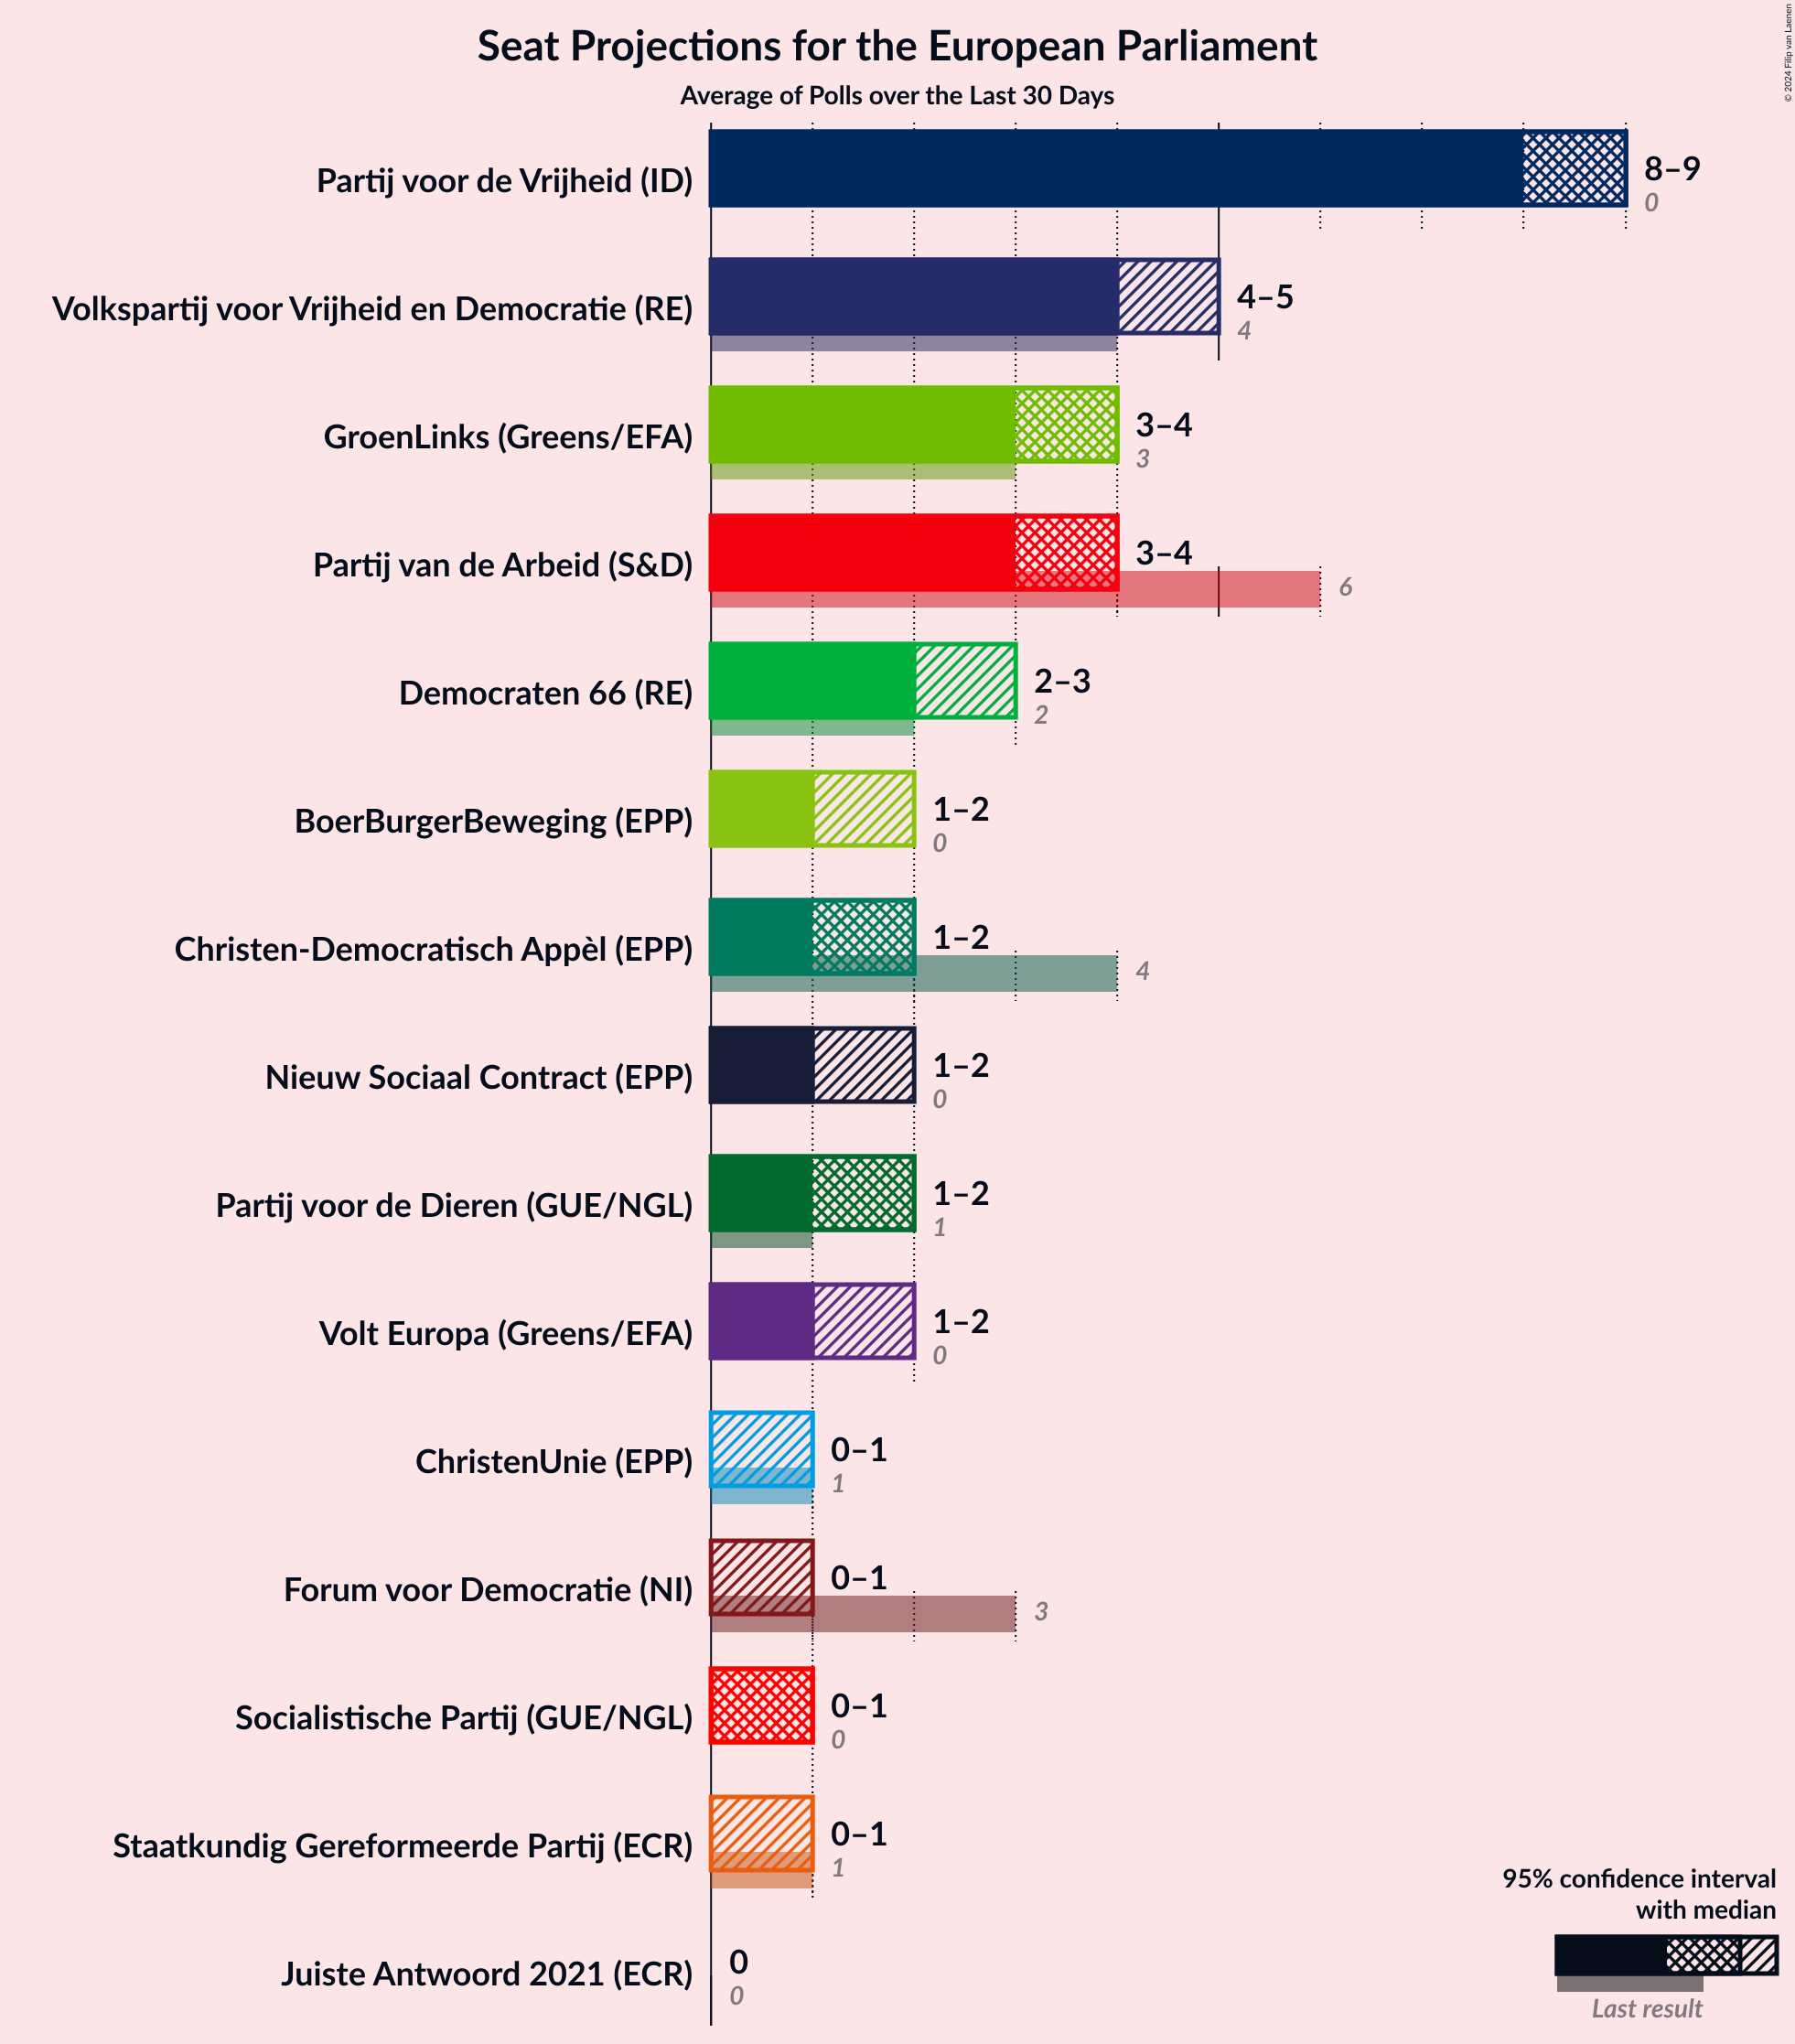 © 2024 Filip van Laenen
Seat Projections for the European Parliament
Average of Polls over the Last 30 Days
Partij voor de Vrijheid (ID)
8–9
0
Volkspartij voor Vrijheid en Democratie (RE)
4–5
4
GroenLinks (Greens/EFA)
3–4
3
Partij van de Arbeid (S&D)
3–4
6
Democraten 66 (RE)
2–3
2
BoerBurgerBeweging (EPP)
1–2
0
Christen-Democratisch Appèl (EPP)
1–2
4
Nieuw Sociaal Contract (EPP)
1–2
0
Partij voor de Dieren (GUE/NGL)
1–2
1
Volt Europa (Greens/EFA)
1–2
0
ChristenUnie (EPP)
0–1
1
Forum voor Democratie (NI)
0–1
3
Socialistische Partij (GUE/NGL)
0–1
0
Staatkundig Gereformeerde Partij (ECR)
0–1
1
Juiste Antwoord 2021 (ECR)
0
0
95% confidence interval
with median
Last result